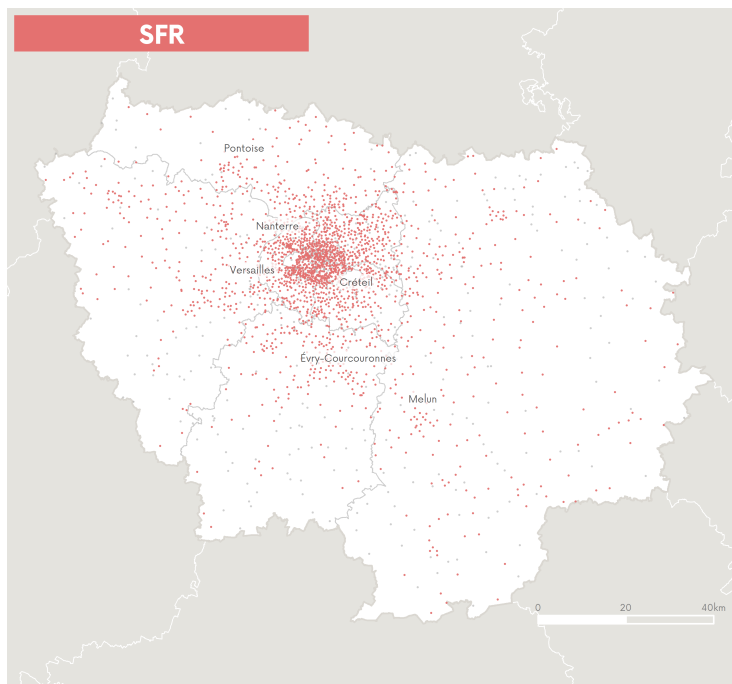 SFR
Pontoise
Nanterre
Versailles
Créteil
Évry-Courcouronnes
Melun
0 20 40km